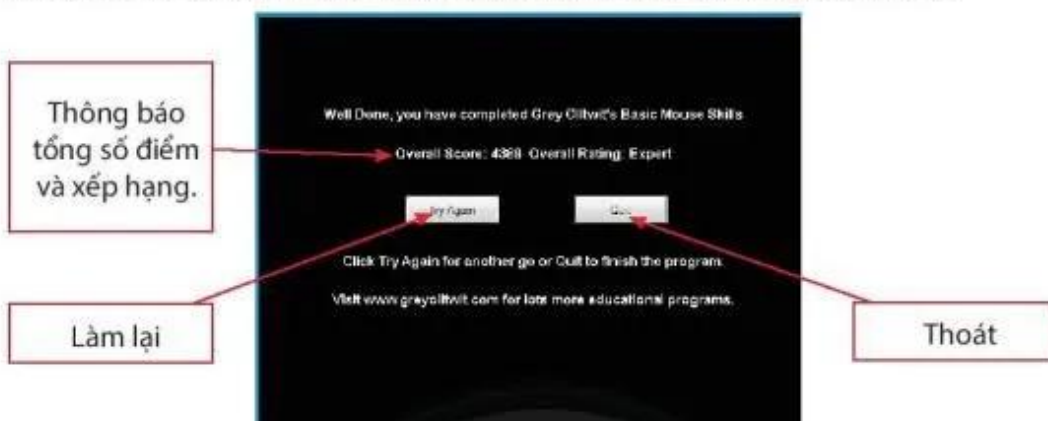 Thông báo
tổng số điểm
và xếp hạng.
Well Done, you have completed Grey Olltwit's Basic Mouse Skills
Overall Score: 4368 Overall Rating: Expert
Try Again
Quit
Click Try Again for another go or Quit to finish the program.
Visit www.greyolltwit.com for lots more educational programs.
Làm lại
Thoát